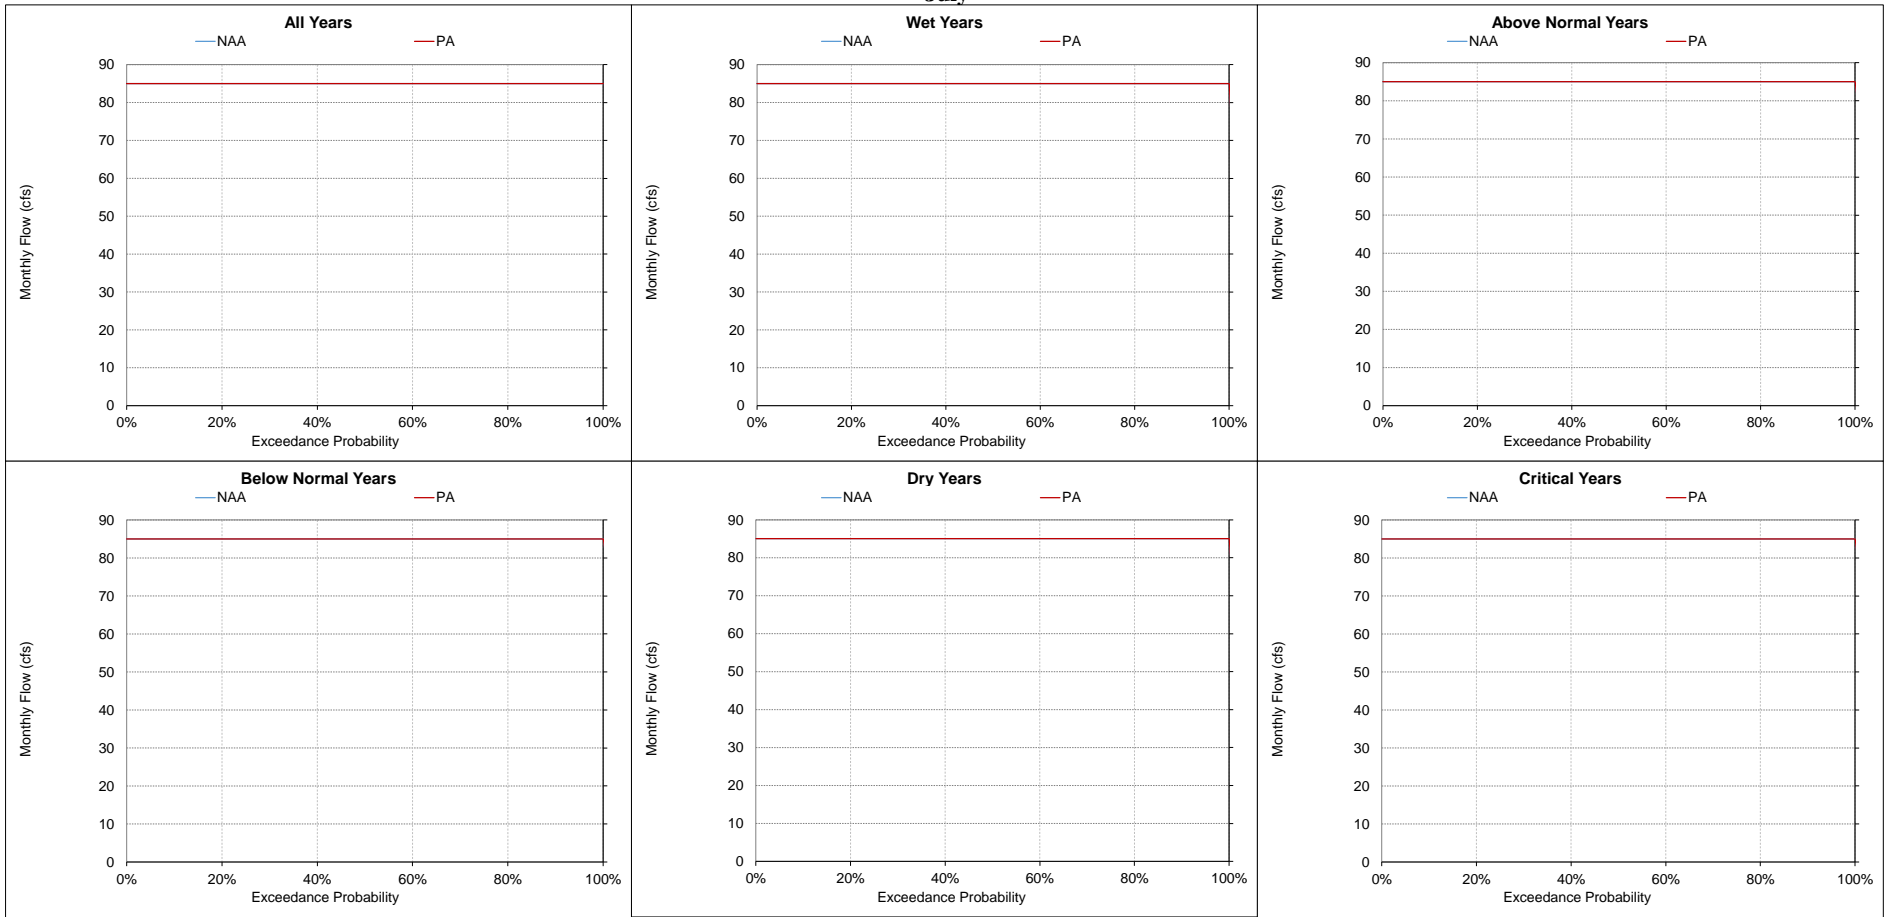 All Years
NAA PA
90
80
70
60
50
40
30
20
10
0
0% 20% 40% 60% 80% 100%
Exceedance Probability
Monthly Flow (cfs)
Wet Years
NAA PA
90
80
70
60
50
40
30
20
10
0
0% 20% 40% 60% 80% 100%
Exceedance Probability
Monthly Flow (cfs)
Above Normal Years
NAA PA
90
80
70
60
50
40
30
20
10
0
0% 20% 40% 60% 80% 100%
Exceedance Probability
Monthly Flow (cfs)
Below Normal Years
NAA PA
90
80
70
60
50
40
30
20
10
0
0% 20% 40% 60% 80% 100%
Exceedance Probability
Monthly Flow (cfs)
Dry Years
NAA PA
90
80
70
60
50
40
30
20
10
0
0% 20% 40% 60% 80% 100%
Exceedance Probability
Monthly Flow (cfs)
Critical Years
NAA PA
90
80
70
60
50
40
30
20
10
0
0% 20% 40% 60% 80% 100%
Exceedance Probability
Monthly Flow (cfs)